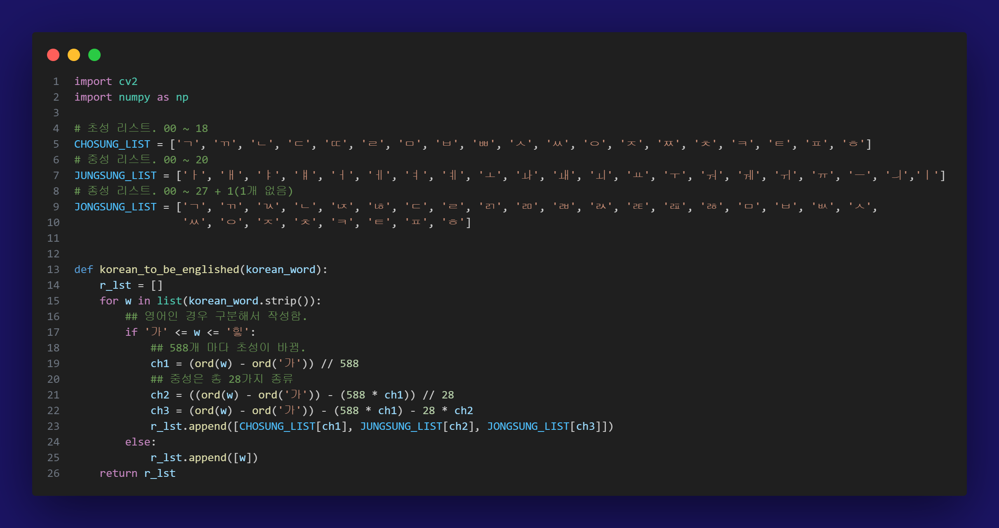 1 import cv2
2 import numpy as np
3
4 # 초성 리스트. 00 ~ 18
5 CHOSUNG_LIST = ['ㄱ', 'ㄲ', 'ㄴ', 'ㄷ', 'ㄸ', 'ㄹ', 'ㅁ', 'ㅂ', 'ㅃ', 'ㅅ', 'ㅆ', 'ㅇ', 'ㅈ', 'ㅉ', 'ㅊ', 'ㅋ', 'ㅌ', 'ㅍ', 'ㅎ']
6 # 중성 리스트. 00 ~ 20
7 JUNGSUNG_LIST = ['ㅏ', 'ㅐ', 'ㅑ', 'ㅒ', 'ㅓ', 'ㅔ', 'ㅕ', 'ㅖ', 'ㅗ', 'ㅘ', 'ㅙ', 'ㅚ', 'ㅛ', 'ㅜ', 'ㅝ', 'ㅞ', 'ㅟ', 'ㅠ', 'ㅡ', 'ㅢ','ㅣ']
8 # 종성 리스트. 00 ~ 27 + 1(1개 없음)
9 JONGSUNG_LIST = ['ㄱ', 'ㄲ', 'ㄳ', 'ㄴ', 'ㄵ', 'ㄶ', 'ㄷ', 'ㄹ', 'ㄺ', 'ㄻ', 'ㄼ', 'ㄽ', 'ㄾ', 'ㄿ', 'ㅀ', 'ㅁ', 'ㅂ', 'ㅄ', 'ㅅ',
10 'ㅆ', 'ㅇ', 'ㅈ', 'ㅊ', 'ㅋ', 'ㅌ', 'ㅍ', 'ㅎ']
11
12
13 def korean_to_be_englished(korean_word):
14     r_lst = []
15     for w in list(korean_word.strip()):
16         ## 영어인 경우 구분해서 작성함.
17         if '가' <= w <= '힣':
18             ## 588개 마다 초성이 바뀜.
19             ch1 = (ord(w) - ord('가')) // 588
20             ## 중성은 총 28가지 종류
21             ch2 = ((ord(w) - ord('가')) - (588 * ch1)) // 28
22             ch3 = (ord(w) - ord('가')) - (588 * ch1) - 28 * ch2
23             r_lst.append([CHOSUNG_LIST[ch1], JUNGSUNG_LIST[ch2], JONGSUNG_LIST[ch3]])
24         else:
25             r_lst.append([w])
26     return r_lst